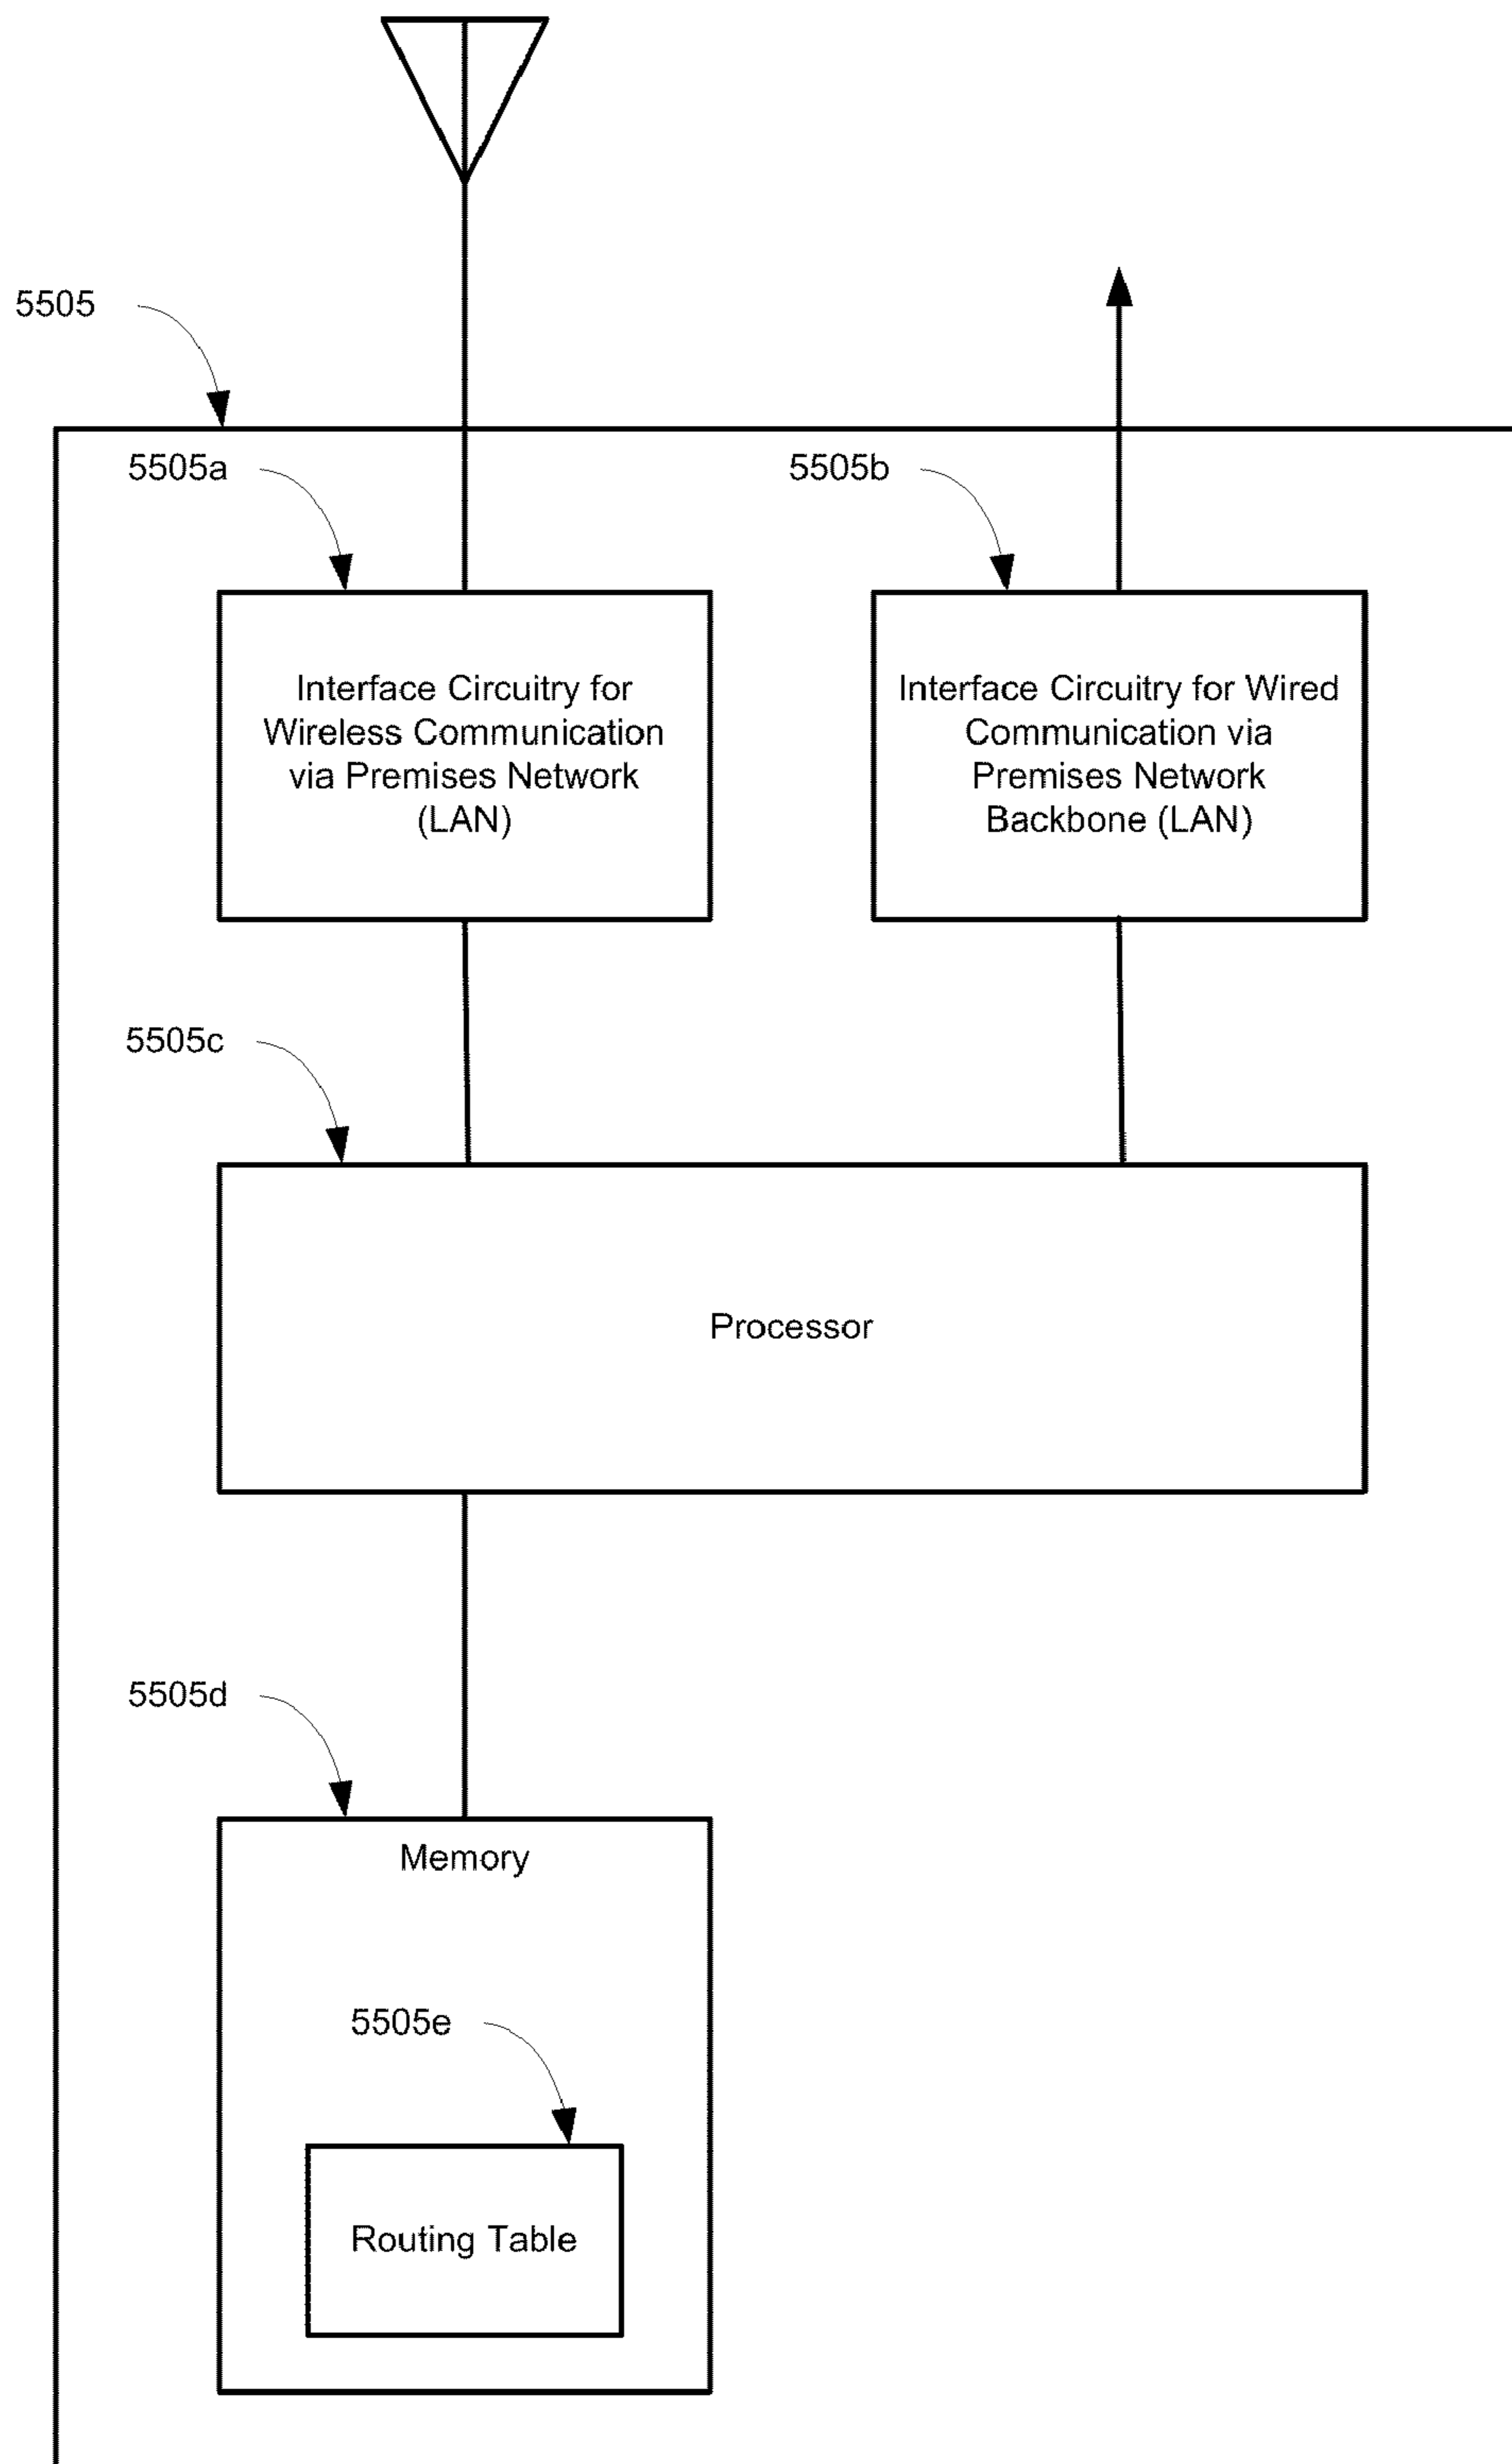 5505
5505a
5505b
Interface Circuitry for
Wireless Communication
via Premises Network
(LAN)
Interface Circuitry for Wired
Communication via
Premises Network
Backbone (LAN)
5505c
Processor
5505d
Memory
5505e
Routing Table